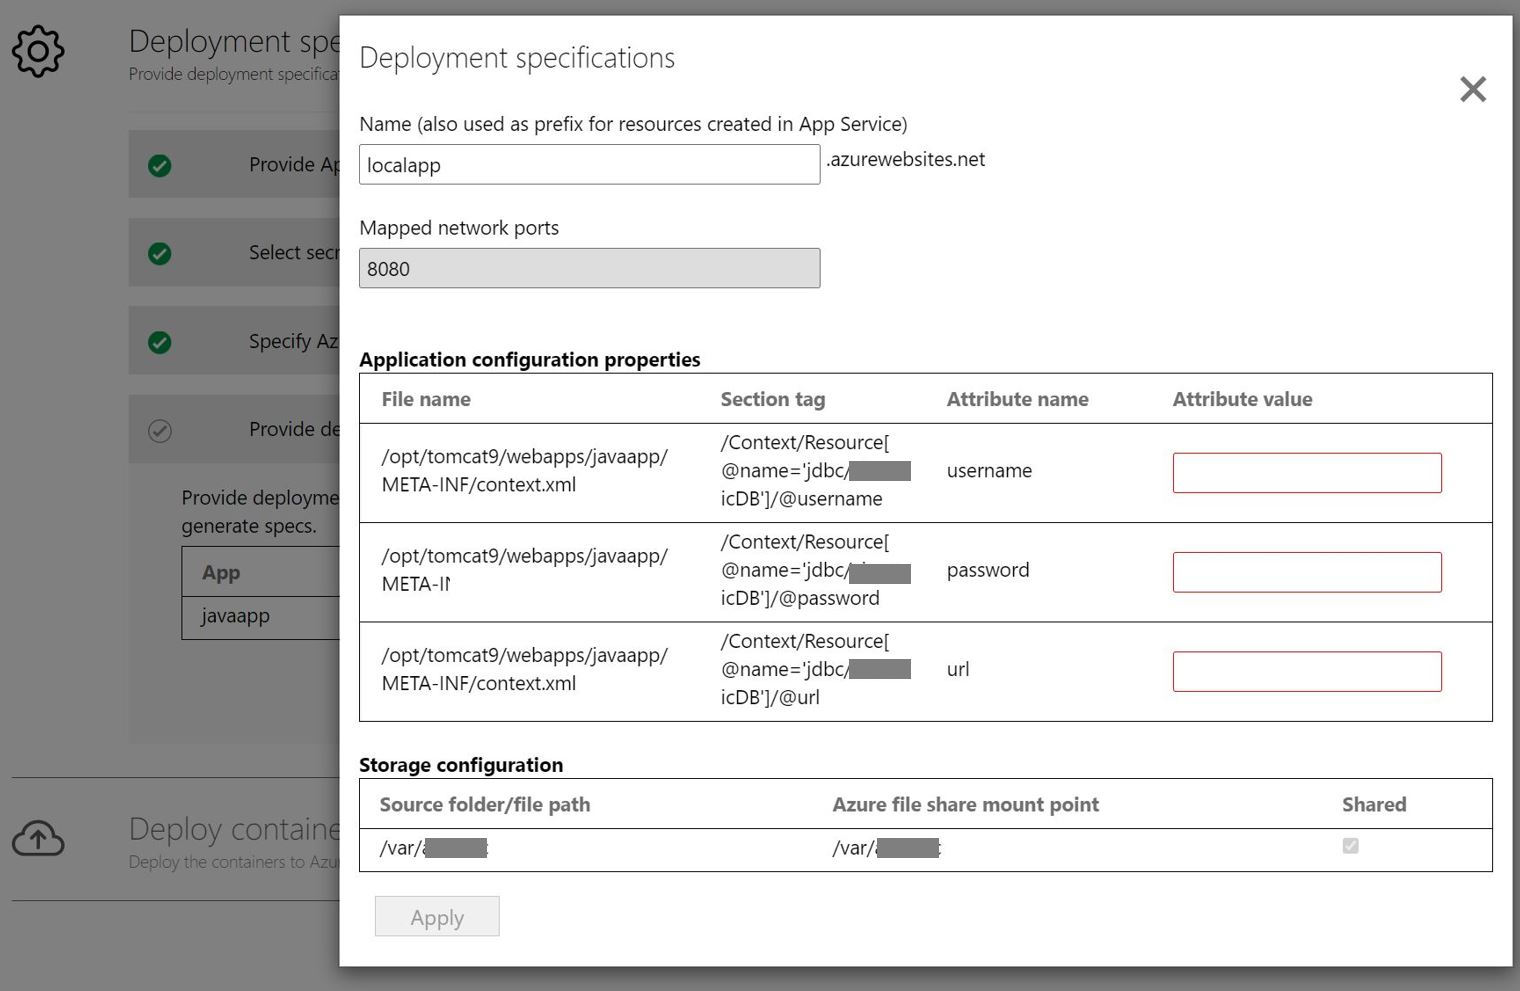 Deployment spe
Provide deployment specifica
Provide Ap
Select secr
Specify Az
Provide de
Provide deployme
generate specs.
App
javaapp
Deploy containe
Deploy the containers to Azu
Deployment specifications
Name (also used as prefix for resources created in App Service)
localapp
.azurewebsites.net
Mapped network ports
8080
Application configuration properties
File name Section tag Attribute name Attribute value
/opt/tomcat9/webapps/javaapp/
META-INF/context.xml
/Context/Resource[
@name='jdbc/
icDB']/@username
username
/opt/tomcat9/webapps/javaapp/
META-IN
/Context/Resource[
@name='jdbc/
icDB']/@password
password
/opt/tomcat9/webapps/javaapp/
META-INF/context.xml
/Context/Resource[
@name='jdbc/
icDB']/@url
url
Storage configuration
Source folder/file path Azure file share mount point Shared
/var/ /var/
Apply